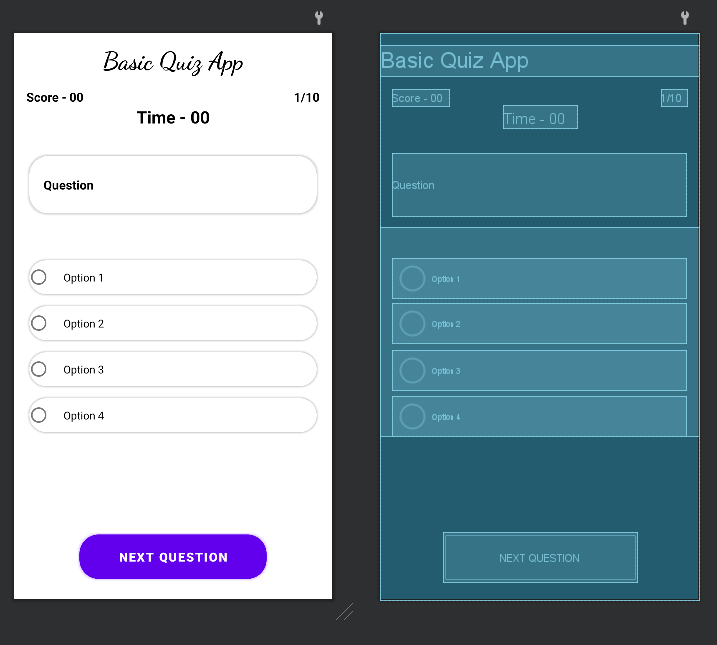 Basic Quiz App
Score - 00
1/10
Time - 00
Question
Option 1
Option 2
Option 3
Option 4
NEXT QUESTION
Basic Quiz App
Score - 00
1/10
Time - 00
Question
Option 1
Option 2
Option 3
Option 4
NEXT QUESTION